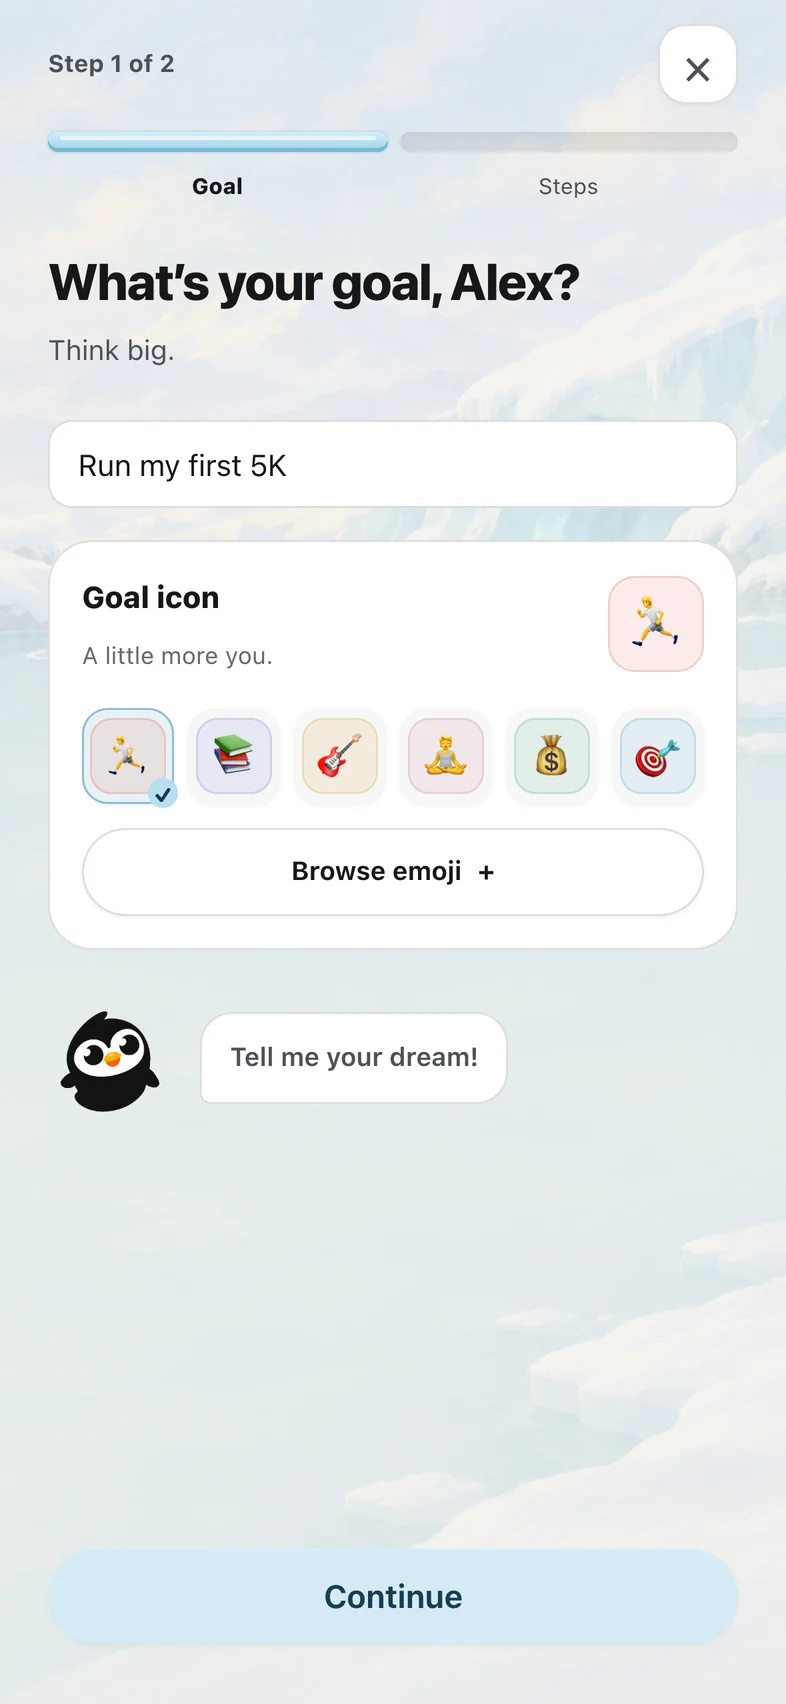 Step 1 of 2
Goal
Steps
What's your goal, Alex?
Think big.
Run my first 5K
Goal icon
A little more you.
Browse emoji +
Tell me your dream!
Continue